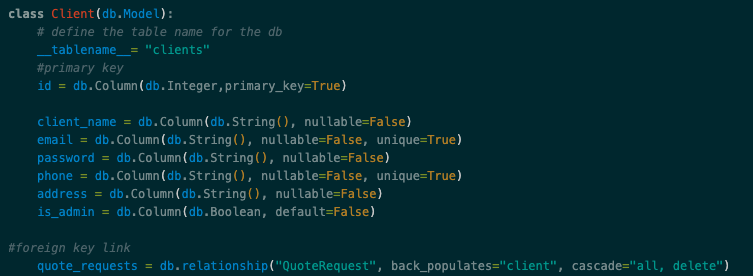 class Client(db.Model):
    # define the table name for the db
    __tablename__= "clients"
    #primary key
    id = db.Column(db.Integer,primary_key=True)

    client_name = db.Column(db.String(), nullable=False)
    email = db.Column(db.String(), nullable=False, unique=True)
    password = db.Column(db.String(), nullable=False)
    phone = db.Column(db.String(), nullable=False, unique=True)
    address = db.Column(db.String(), nullable=False)
    is_admin = db.Column(db.Boolean, default=False)

#foreign key link
    quote_requests = db.relationship("QuoteRequest", back_populates="client", cascade="all, delete")